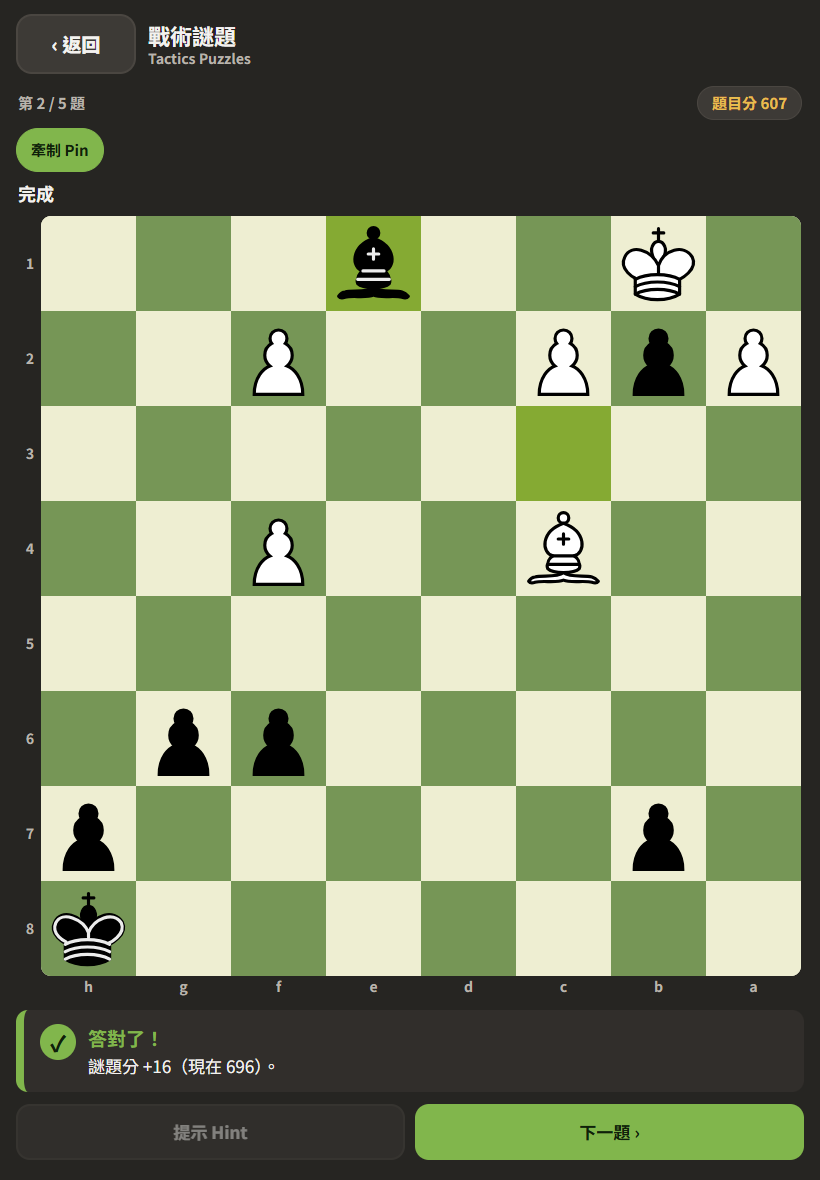 ‹ 返回
戰術謎題
Tactics Puzzles
第 2 / 5 題
題目分 607
牽制 Pin
完成
1
2
3
4
5
6
7
8
h g f e d c b a
答對了！
謎題分 +16（現在 696）。
提示 Hint
下一題 ›